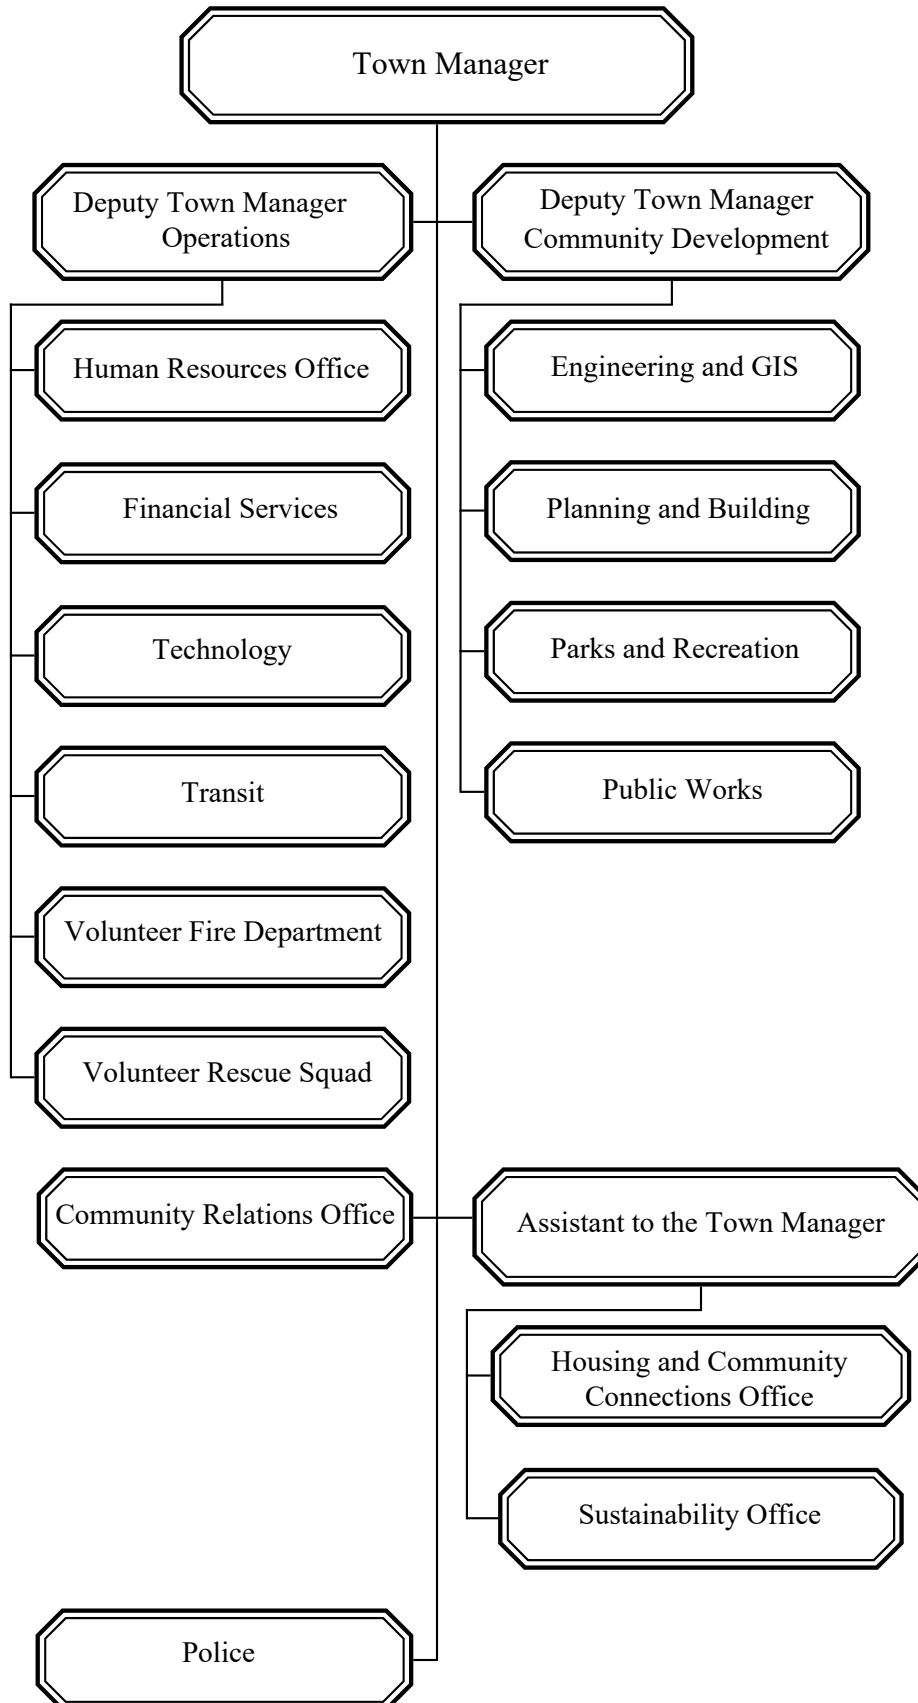 Town Manager
Deputy Town Manager
Operations
Deputy Town Manager
Community Development
Human Resources Office
Financial Services
Technology
Transit
Volunteer Fire Department
Volunteer Rescue Squad
Engineering and GIS
Planning and Building
Parks and Recreation
Public Works
Community Relations Office
Assistant to the Town Manager
Housing and Community
Connections Office
Sustainability Office
Police